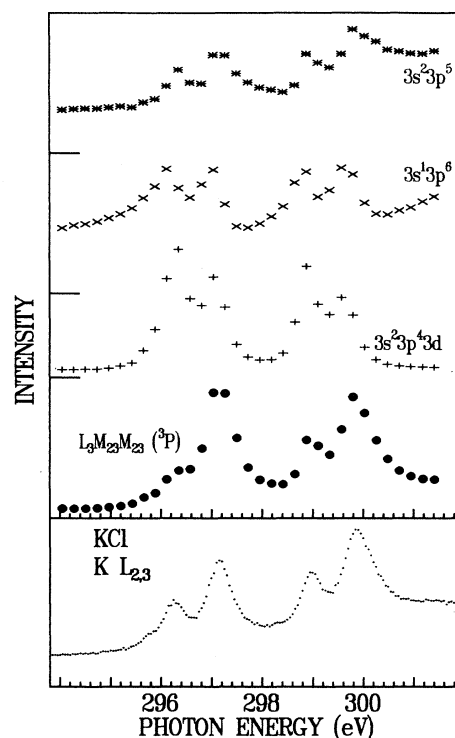 3s²3p⁵
3s¹3p⁶
3s²3p⁴3d
L₃M₂₃M₂₃ (³P)
INTENSITY
KCl
K L₂,₃
296 298 300
PHOTON ENERGY (eV)